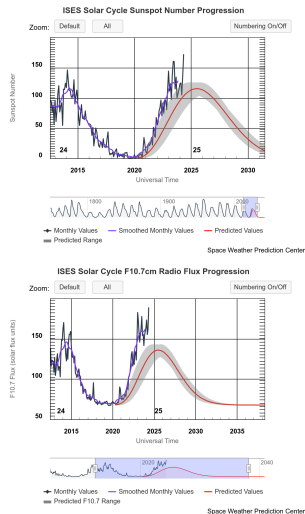 ISES Solar Cycle Sunspot Number Progression
Zoom: Default All Numbering On/Off
Sunspot Number
150
100
50
0
24 25
2015 2020 2025 2030
Universal Time
1800 1900 2000
Monthly Values Smoothed Monthly Values Predicted Values
Predicted Range
Space Weather Prediction Center
ISES Solar Cycle F10.7cm Radio Flux Progression
Zoom: Default All Numbering On/Off
F10.7 Flux (solar flux units)
150
100
50
24 25
2015 2020 2025 2030 2035
Universal Time
2020 2040
Monthly Values Smoothed Monthly Values Predicted Values
Predicted F10.7 Range
Space Weather Prediction Center